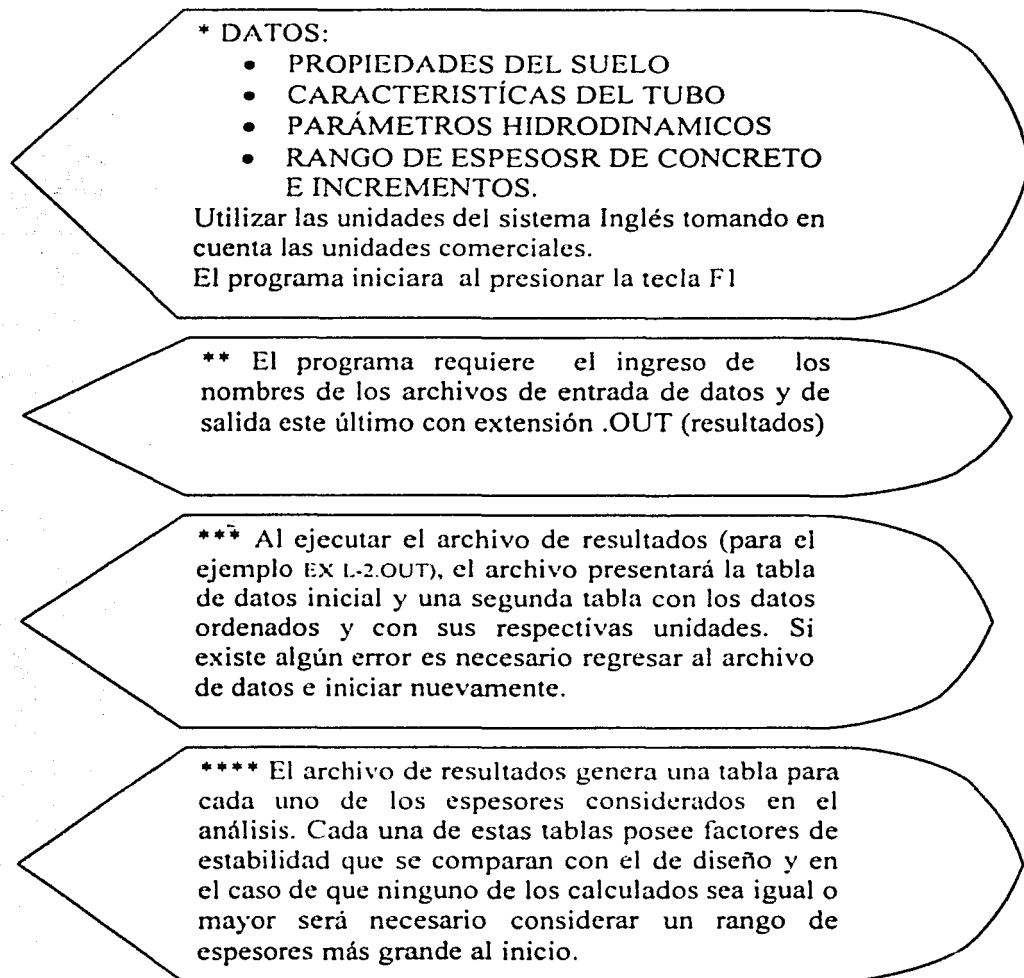 * DATOS:
• PROPIEDADES DEL SUELO
• CARACTERISTÍCAS DEL TUBO
• PARÁMETROS HIDRODINAMICOS
• RANGO DE ESPESOSR DE CONCRETO
E INCREMENTOS.
Utilizar las unidades del sistema Inglés tomando en
cuenta las unidades comerciales.
El programa iniciara al presionar la tecla F1
** El programa requiere el ingreso de los
nombres de los archivos de entrada de datos y de
salida este último con extensión .OUT (resultados)
*** Al ejecutar el archivo de resultados (para el
ejemplo EX L-2.OUT), el archivo presentará la tabla
de datos inicial y una segunda tabla con los datos
ordenados y con sus respectivas unidades. Si
existe algún error es necesario regresar al archivo
de datos e iniciar nuevamente.
**** El archivo de resultados genera una tabla para
cada uno de los espesores considerados en el
análisis. Cada una de estas tablas posee factores de
estabilidad que se comparan con el de diseño y en
el caso de que ninguno de los calculados sea igual o
mayor será necesario considerar un rango de
espesores más grande al inicio.